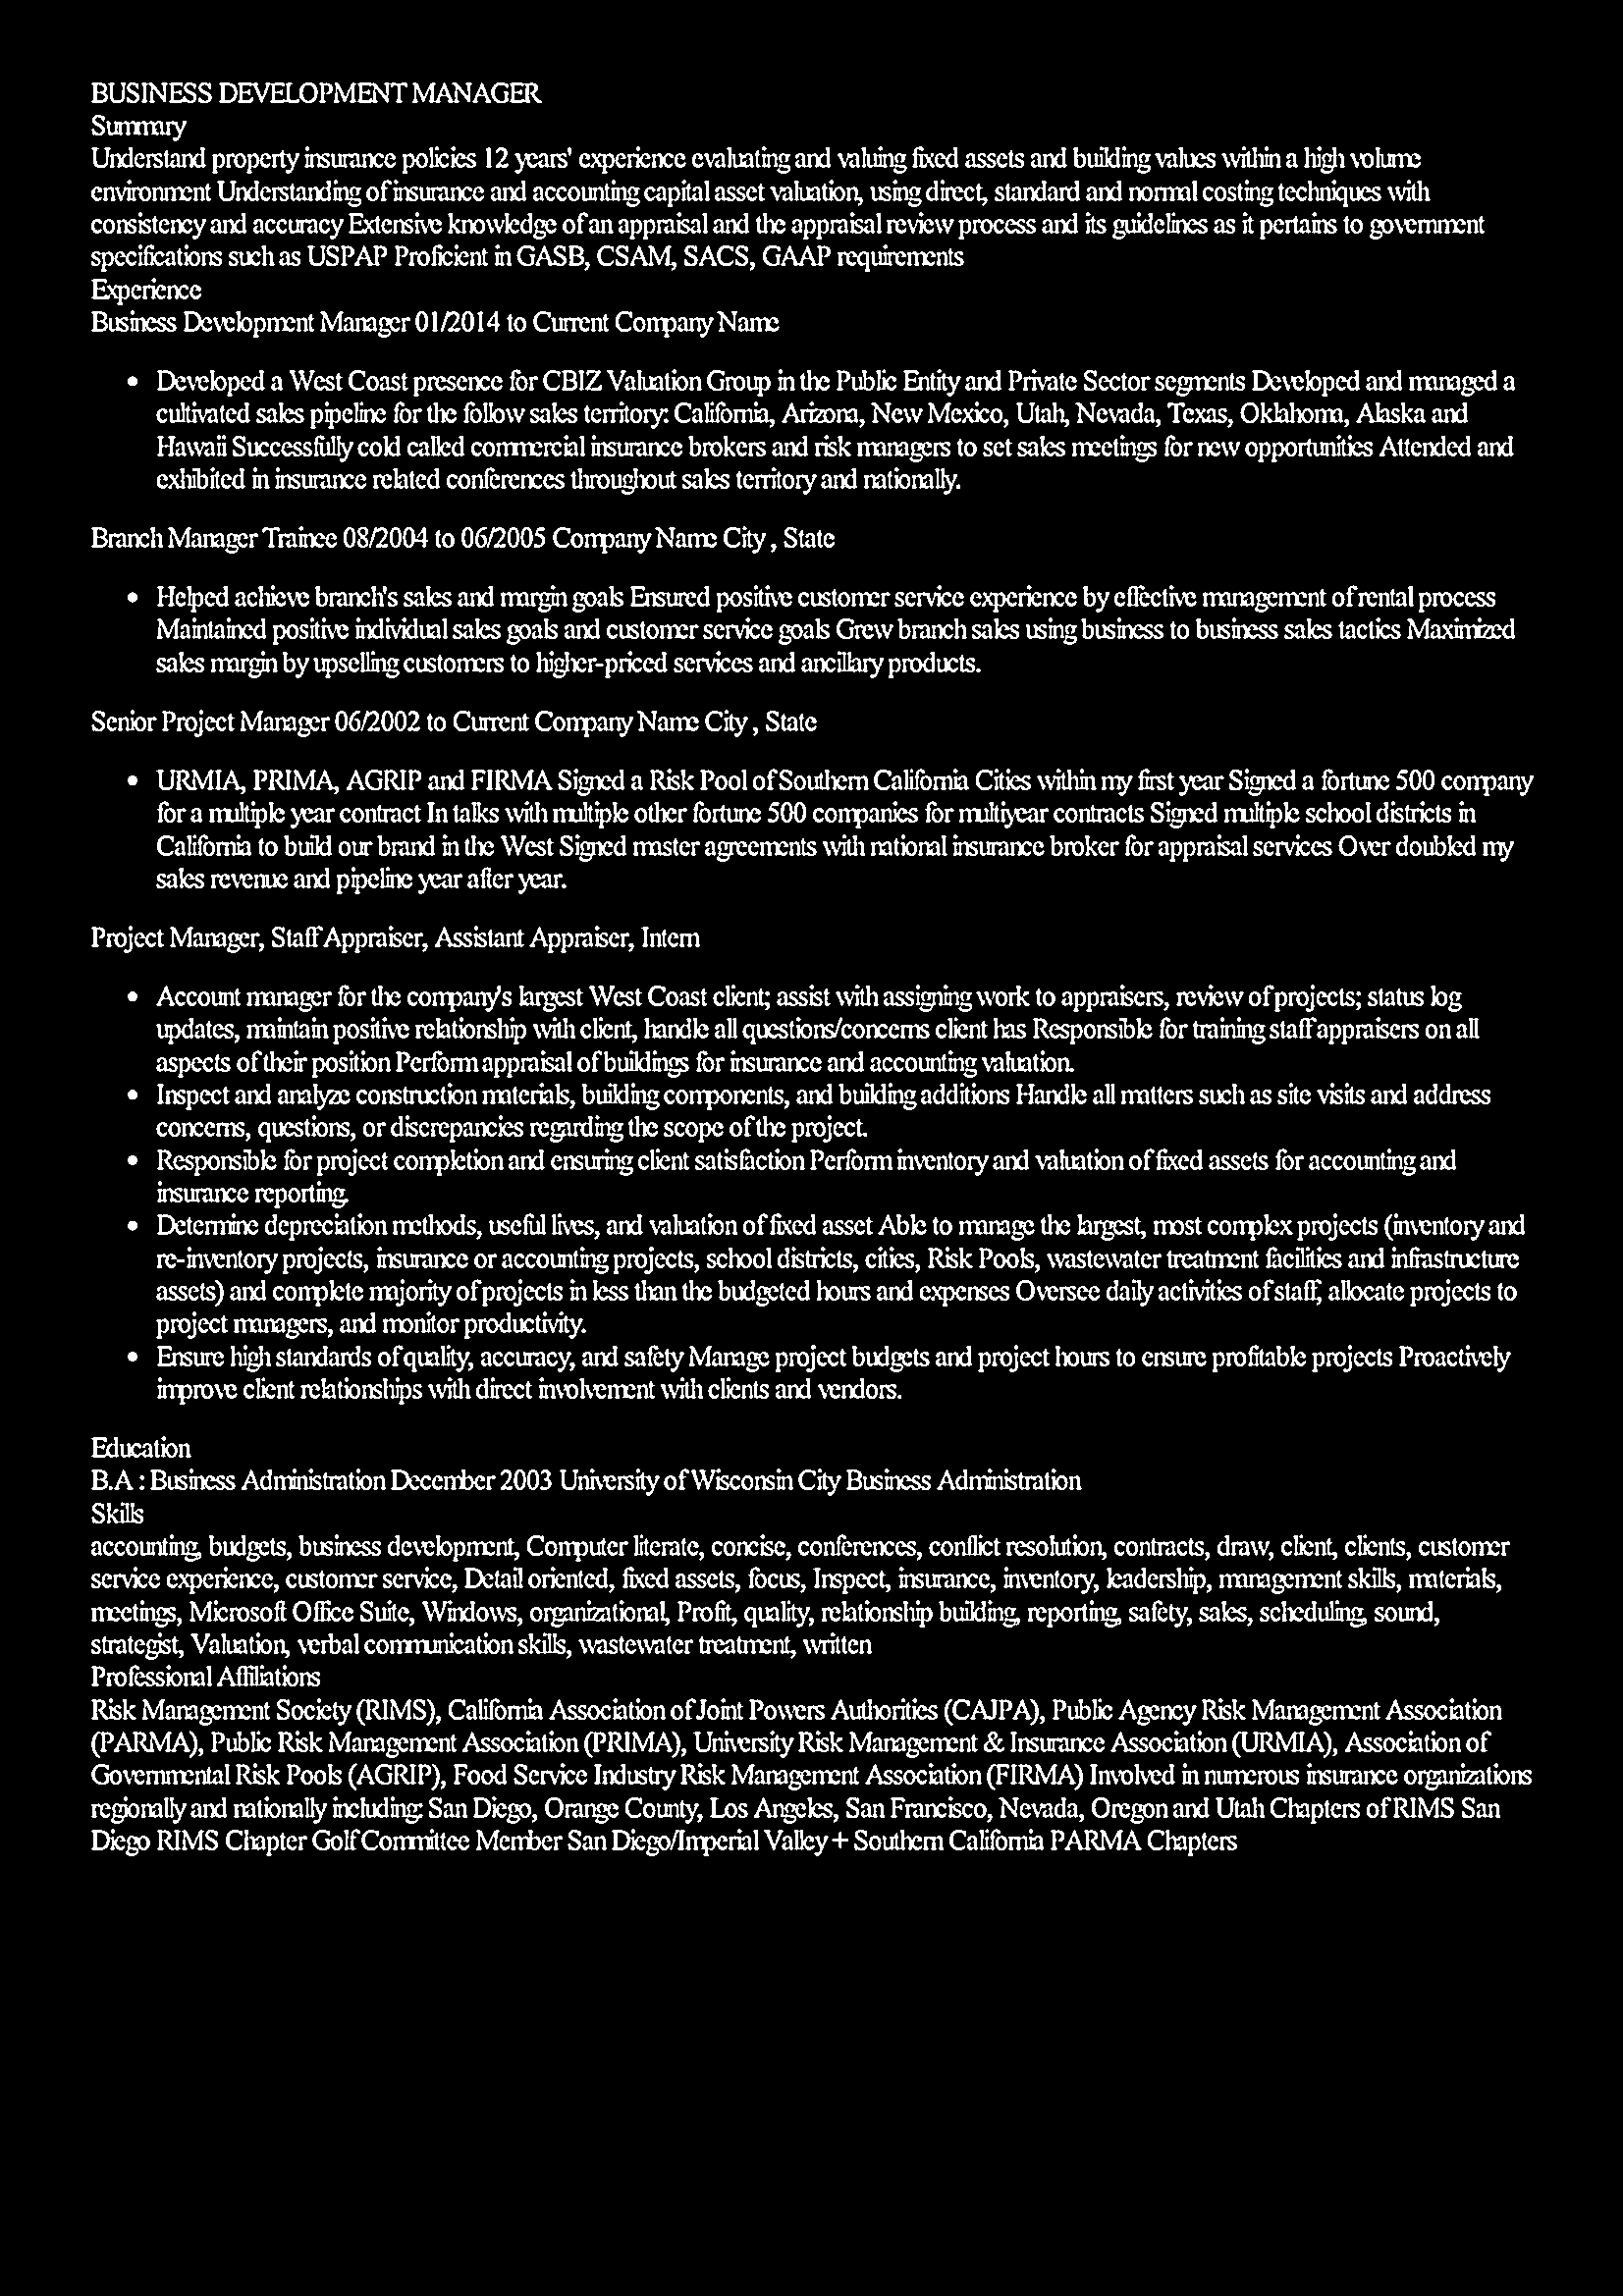 BUSINESS DEVELOPMENT MANAGER
Summary
Understand property insurance policies 12 years' experience evaluating and valuing fixed assets and building values within a high volume
environment Understanding of insurance and accounting capital asset valuation, using direct, standard and normal costing techniques with
consistency and accuracy Extensive knowledge of an appraisal and the appraisal review process and its guidelines as it pertains to government
specifications such as USPAP Proficient in GASB, CSAM, SACS, GAAP requirements
Experience
Business Development Manager 01/2014 to Current Company Name
• Developed a West Coast presence for CBIZ Valuation Group in the Public Entity and Private Sector segments Developed and managed a
cultivated sales pipeline for the follow sales territory: California, Arizona, New Mexico, Utah, Nevada, Texas, Oklahoma, Alaska and
Hawaii Successfully cold called commercial insurance brokers and risk managers to set sales meetings for new opportunities Attended and
exhibited in insurance related conferences throughout sales territory and nationally.
Branch Manager Trainee 08/2004 to 06/2005 Company Name City , State
• Helped achieve branch's sales and margin goals Ensured positive customer service experience by effective management of rental process
Maintained positive individual sales goals and customer service goals Grew branch sales using business to business sales tactics Maximized
sales margin by upselling customers to higher-priced services and ancillary products.
Senior Project Manager 06/2002 to Current Company Name City , State
• URMIA, PRIMA, AGRIP and FIRMA Signed a Risk Pool of Southern California Cities within my first year Signed a fortune 500 company
for a multiple year contract In talks with multiple other fortune 500 companies for multiyear contracts Signed multiple school districts in
California to build our brand in the West Signed master agreements with national insurance broker for appraisal services Over doubled my
sales revenue and pipeline year after year.
Project Manager, Staff Appraiser, Assistant Appraiser, Intern
• Account manager for the company's largest West Coast client; assist with assigning work to appraisers, review of projects; status log
updates, maintain positive relationship with client, handle all questions/concerns client has Responsible for training staff appraisers on all
aspects of their position Perform appraisal of buildings for insurance and accounting valuation.
• Inspect and analyze construction materials, building components, and building additions Handle all matters such as site visits and address
concerns, questions, or discrepancies regarding the scope of the project.
• Responsible for project completion and ensuring client satisfaction Perform inventory and valuation of fixed assets for accounting and
insurance reporting.
• Determine depreciation methods, useful lives, and valuation of fixed asset Able to manage the largest, most complex projects (inventory and
re-inventory projects, insurance or accounting projects, school districts, cities, Risk Pools, wastewater treatment facilities and infrastructure
assets) and complete majority of projects in less than the budgeted hours and expenses Oversee daily activities of staff, allocate projects to
project managers, and monitor productivity.
• Ensure high standards of quality, accuracy, and safety Manage project budgets and project hours to ensure profitable projects Proactively
improve client relationships with direct involvement with clients and vendors.
Education
B.A : Business Administration December 2003 University of Wisconsin City Business Administration
Skills
accounting, budgets, business development, Computer literate, concise, conferences, conflict resolution, contracts, draw, client, clients, customer
service experience, customer service, Detail oriented, fixed assets, focus, Inspect, insurance, inventory, leadership, management skills, materials,
meetings, Microsoft Office Suite, Windows, organizational, Profit, quality, relationship building, reporting, safety, sales, scheduling, sound,
strategist, Valuation, verbal communication skills, wastewater treatment, written
Professional Affiliations
Risk Management Society (RIMS), California Association of Joint Powers Authorities (CAJPA), Public Agency Risk Management Association
(PARMA), Public Risk Management Association (PRIMA), University Risk Management & Insurance Association (URMIA), Association of
Governmental Risk Pools (AGRIP), Food Service Industry Risk Management Association (FIRMA) Involved in numerous insurance organizations
regionally and nationally including: San Diego, Orange County, Los Angeles, San Francisco, Nevada, Oregon and Utah Chapters of RIMS San
Diego RIMS Chapter Golf Committee Member San Diego/Imperial Valley + Southern California PARMA Chapters